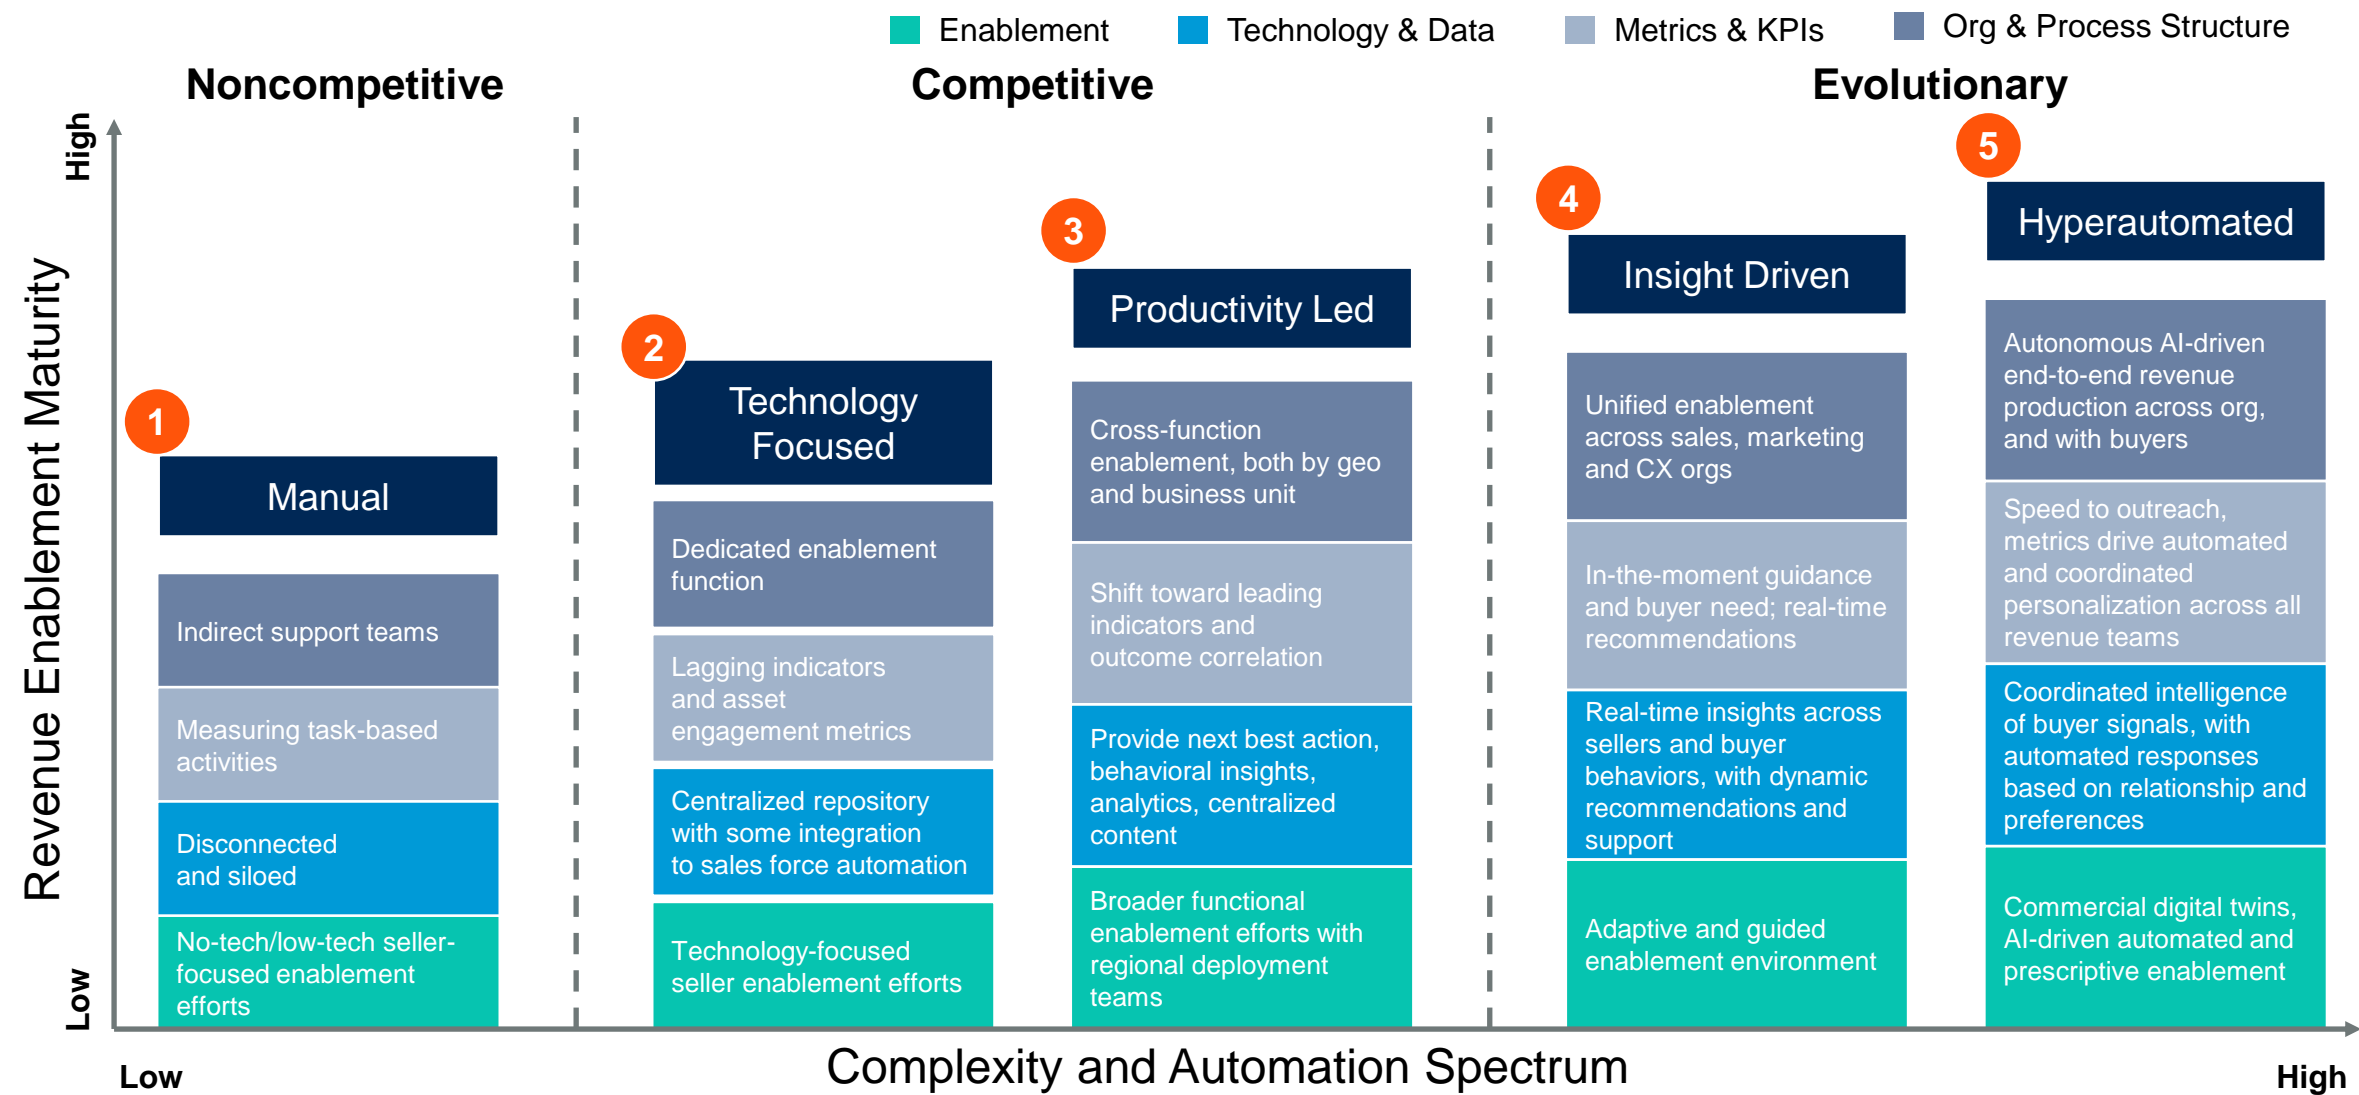 Enablement
Technology & Data
Metrics & KPIs
Org & Process Structure
Noncompetitive
Competitive
Evolutionary
High
Revenue Enablement Maturity
Low
1
Manual
Indirect support teams
Measuring task-based
activities
Disconnected
and siloed
No-tech/low-tech seller-
focused enablement
efforts
2
Technology
Focused
Dedicated enablement
function
Lagging indicators
and asset
engagement metrics
Centralized repository
with some integration
to sales force automation
Technology-focused
seller enablement efforts
3
Productivity Led
Cross-function
enablement, both by geo
and business unit
Shift toward leading
indicators and
outcome correlation
Provide next best action,
behavioral insights,
analytics, centralized
content
Broader functional
enablement efforts with
regional deployment
teams
4
Insight Driven
Unified enablement
across sales, marketing
and CX orgs
In-the-moment guidance
and buyer need; real-time
recommendations
Real-time insights across
sellers and buyer
behaviors, with dynamic
recommendations and
support
Adaptive and guided
enablement environment
5
Hyperautomated
Autonomous AI-driven
end-to-end revenue
production across org,
and with buyers
Speed to outreach,
metrics drive automated
and coordinated
personalization across all
revenue teams
Coordinated intelligence
of buyer signals, with
automated responses
based on relationship and
preferences
Commercial digital twins,
AI-driven automated and
prescriptive enablement
Low
Complexity and Automation Spectrum
High